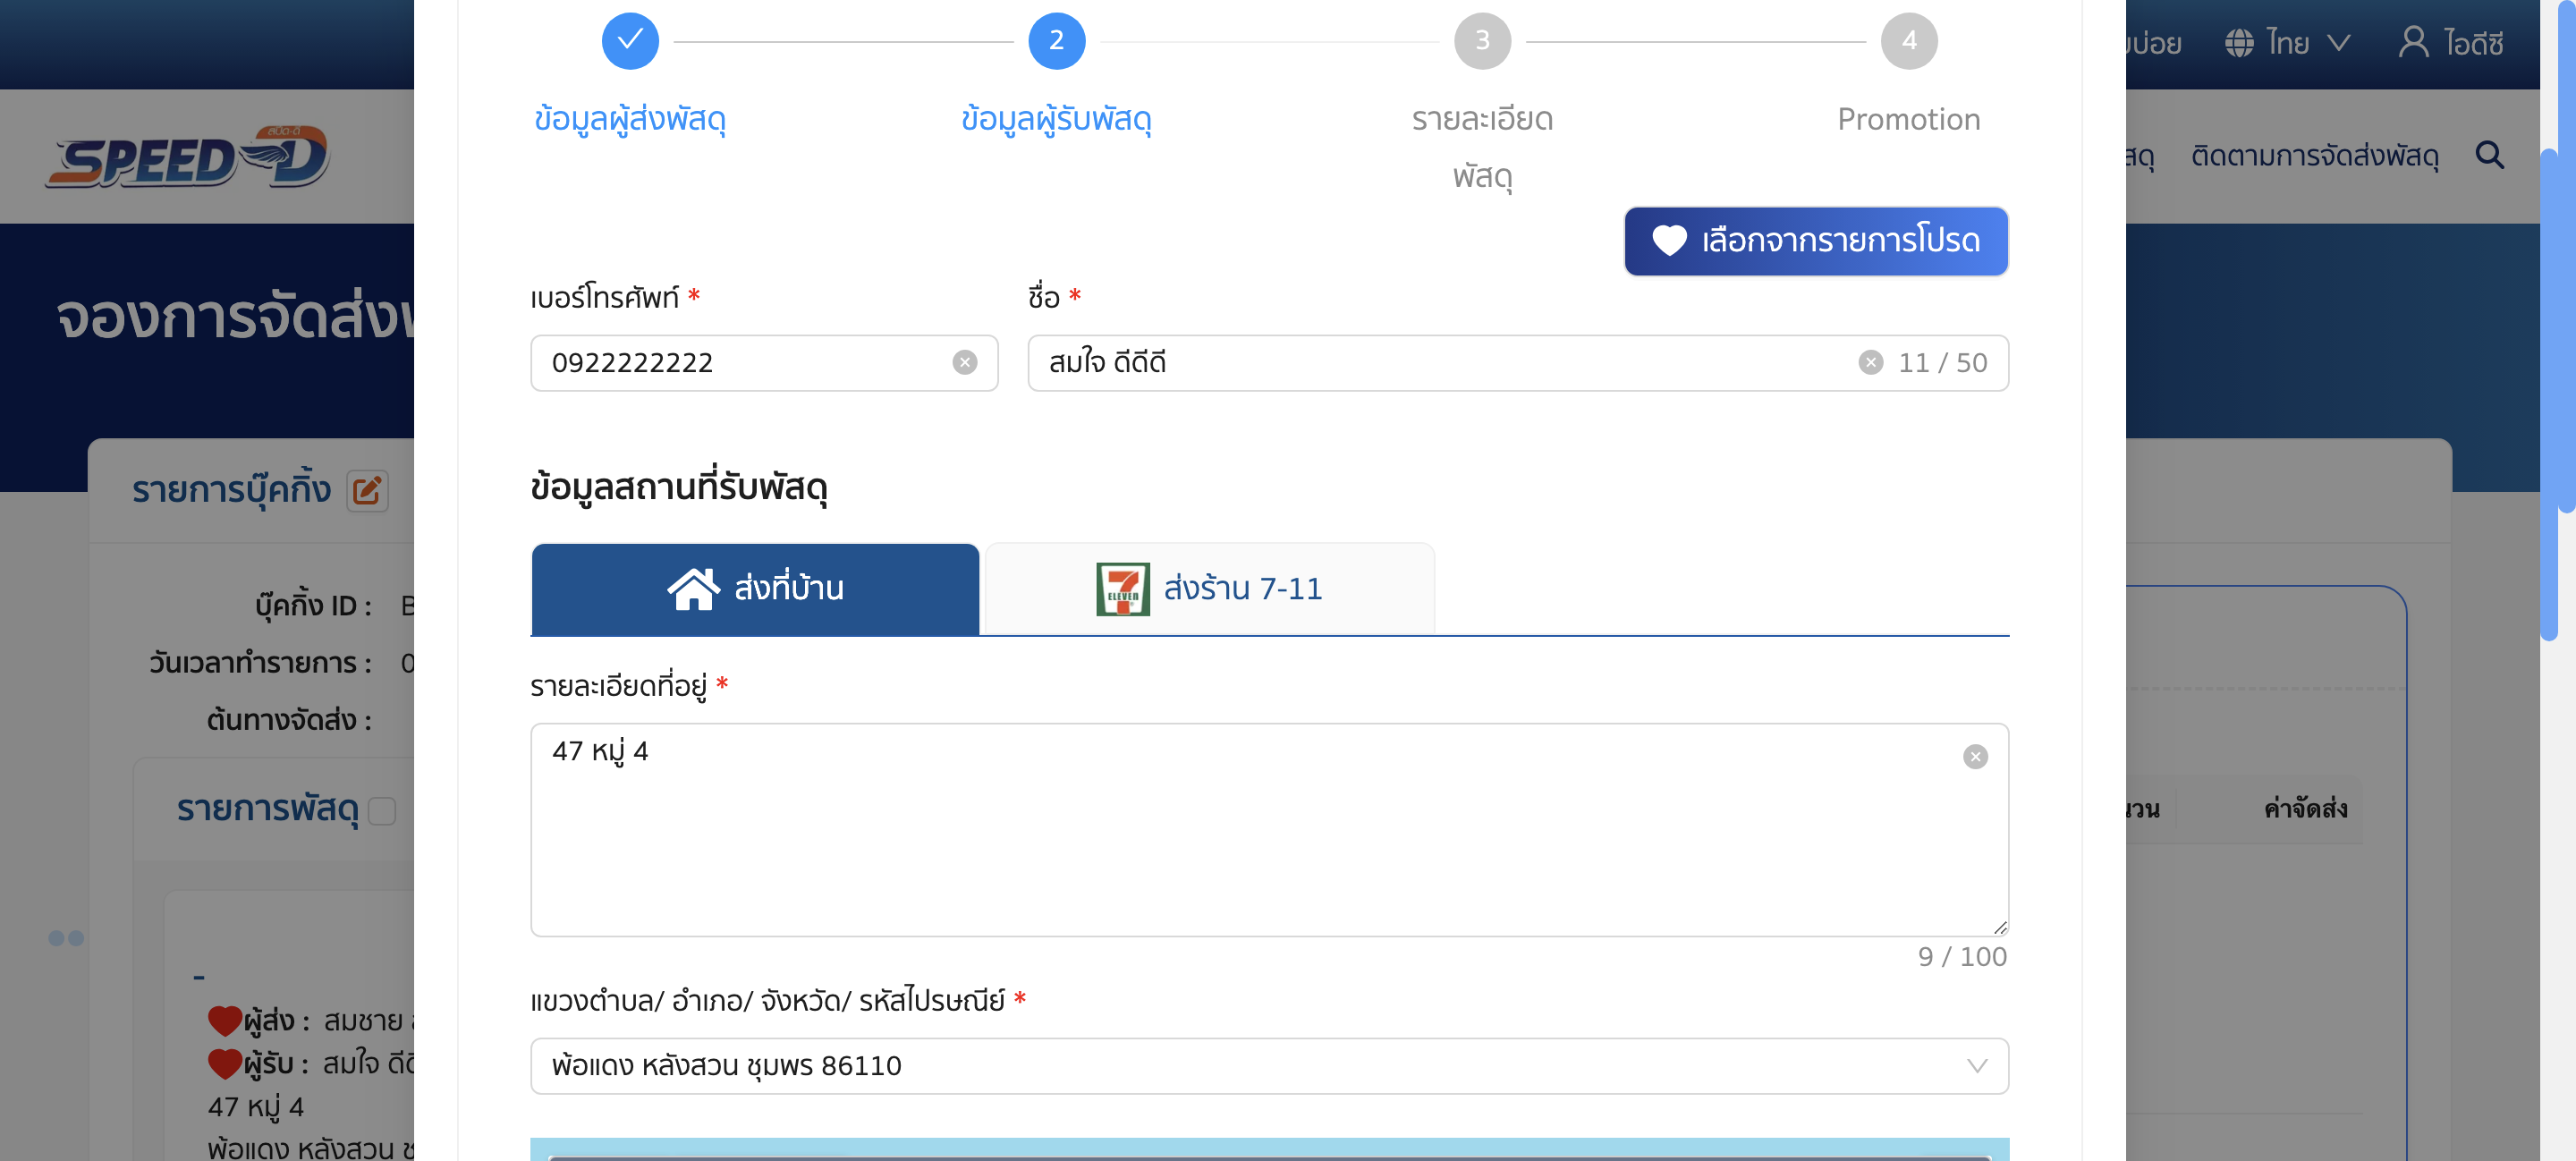 2
3
4
ข้อมูลผู้ส่งพัสดุ
ข้อมูลผู้รับพัสดุ
รายละเอียด
พัสดุ
Promotion
ไทย
ไอดีซี
สปีด-ดี
SPEED-D
ติดตามการจัดส่งพัสดุ
เลือกจากรายการโปรด
จองการจัดส่งพ
เบอร์โทรศัพท์ *
ชื่อ *
0922222222
สมใจ ดีดีดี
11 / 50
รายการบุ๊คกิ้ง
ข้อมูลสถานที่รับพัสดุ
ส่งที่บ้าน
7 ELEVEN
ส่งร้าน 7-11
บุ๊คกิ้ง ID :
วันเวลาทำรายการ : 0
ต้นทางจัดส่ง :
รายละเอียดที่อยู่ *
47 หมู่ 4
9 / 100
รายการพัสดุ
ค่าจัดส่ง
-
ผู้ส่ง : สมชาย
ผู้รับ : สมใจ
47 หมู่ 4
พ้อแดง หลังสวน
แขวงตำบล/ อำเภอ/ จังหวัด/ รหัสไปรษณีย์ *
พ้อแดง หลังสวน ชุมพร 86110